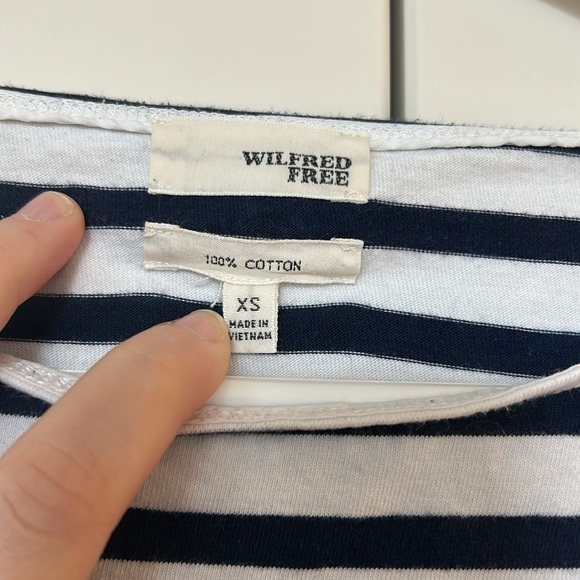 WILFRED
FREE
100% COTTON
XS
MADE IN
VIETNAM